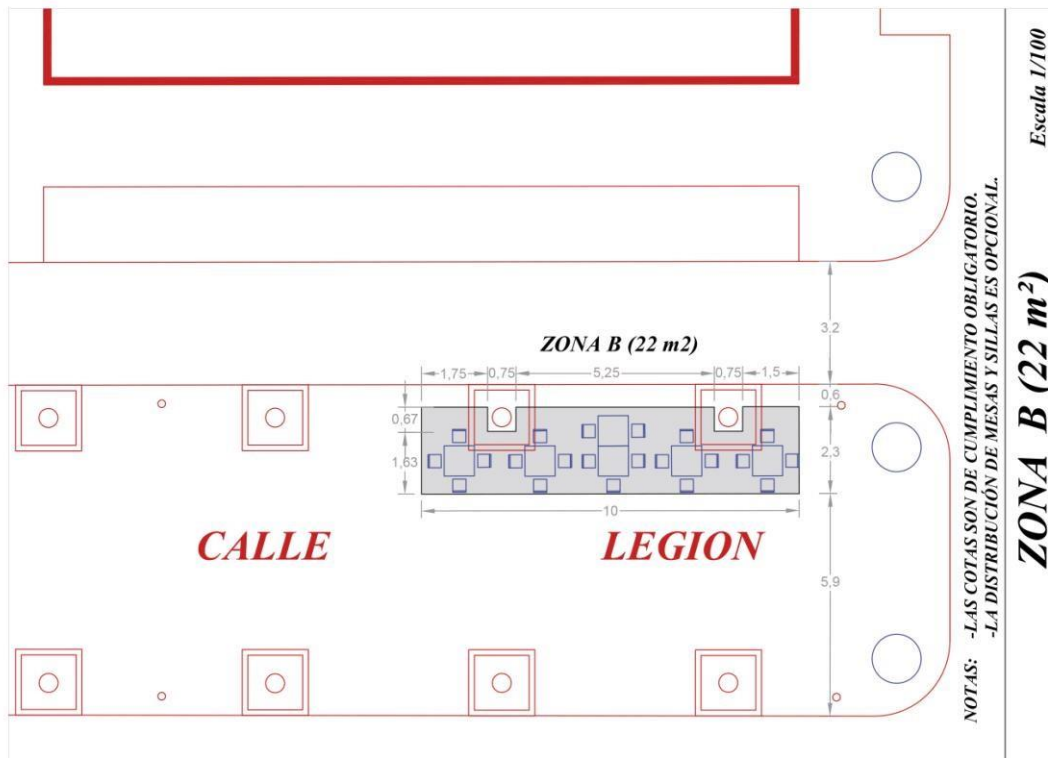 ZONA B (22 m2)
1,75
0,75
5,25
0,75
1,5
0,67
1,63
10
3.2
0,6
2,3
5,9
CALLE LEGION
NOTAS: -LAS COTAS SON DE CUMPLIMIENTO OBLIGATORIO.
-LA DISTRIBUCIÓN DE MESAS Y SILLAS ES OPCIONAL.
ZONA B (22 m²)
Escala 1/100